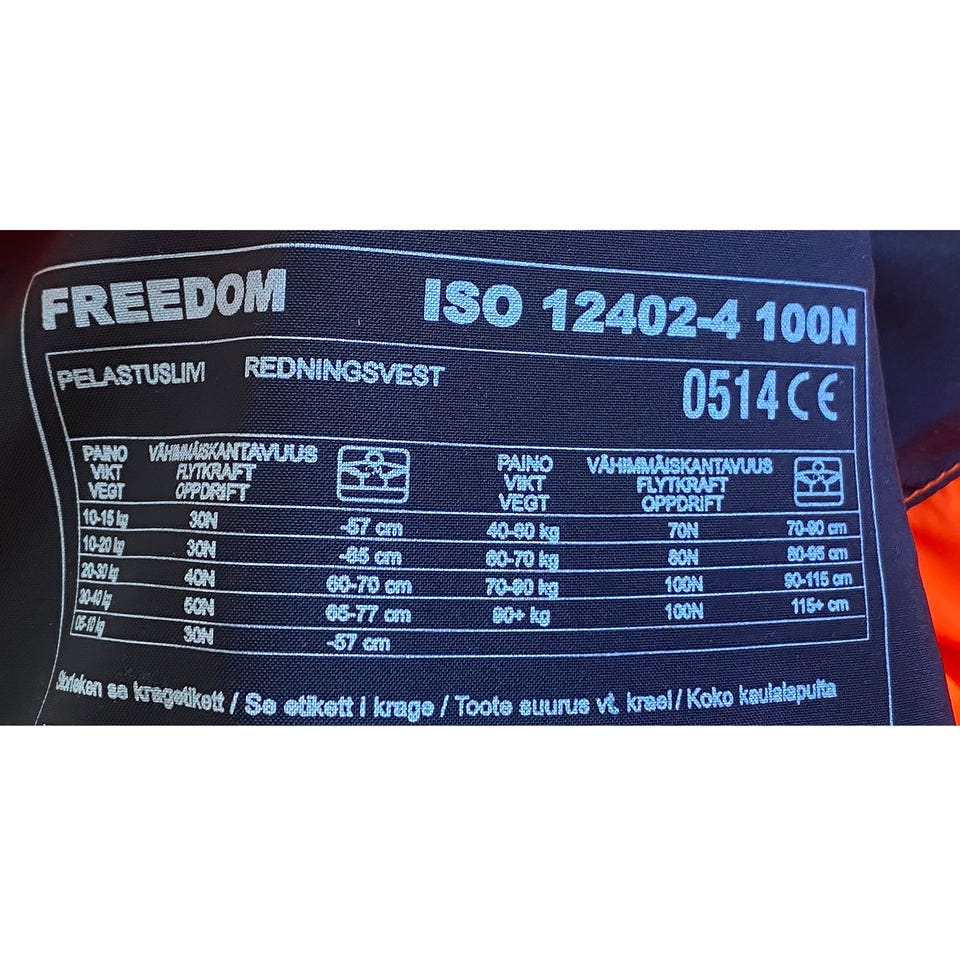 FREEDOM ISO 12402-4 100N
PELASTUSLIIVI REDNINGSVEST 0514 CE
PAINO VÄHIMMÄISKANTAVUUS PAINO VÄHIMMÄISKANTAVUUS
VIKT FLYTKRAFT VIKT FLYTKRAFT
VEGT OPPDRIFT VEGT OPPDRIFT
10-15 kg 30N -57 cm 40-60 kg 70N 70-90 cm
10-20 kg 30N -65 cm 60-70 kg 80N 80-95 cm
20-30 kg 40N 60-70 cm 70-90 kg 100N 90-115 cm
30-40 kg 50N 65-77 cm 90+ kg 100N 115+ cm
05-10 kg 30N -57 cm
se kragetikett / Se etikett i krage / Toote suurus vt. krael / Koko kaulalapulta